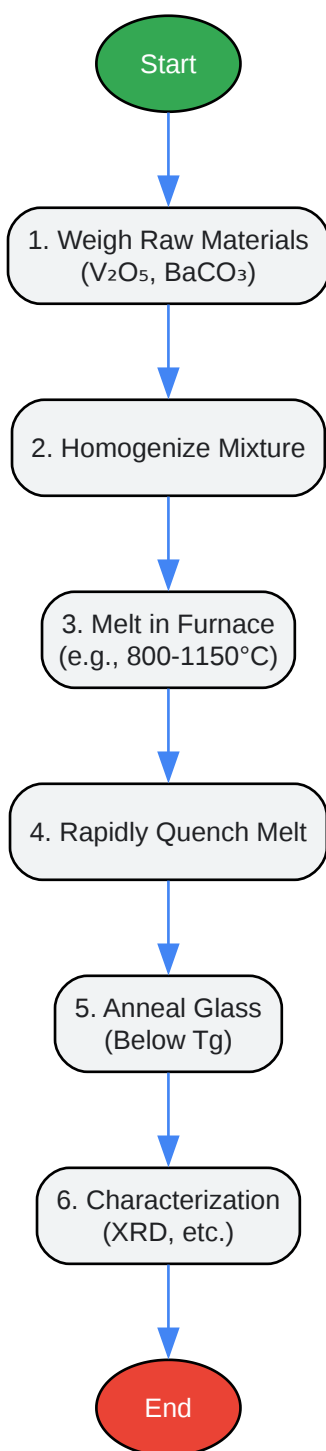 Start
1. Weigh Raw Materials
(V₂O₅, BaCO₃)
2. Homogenize Mixture
3. Melt in Furnace
(e.g., 800-1150°C)
4. Rapidly Quench Melt
5. Anneal Glass
(Below Tg)
6. Characterization
(XRD, etc.)
End